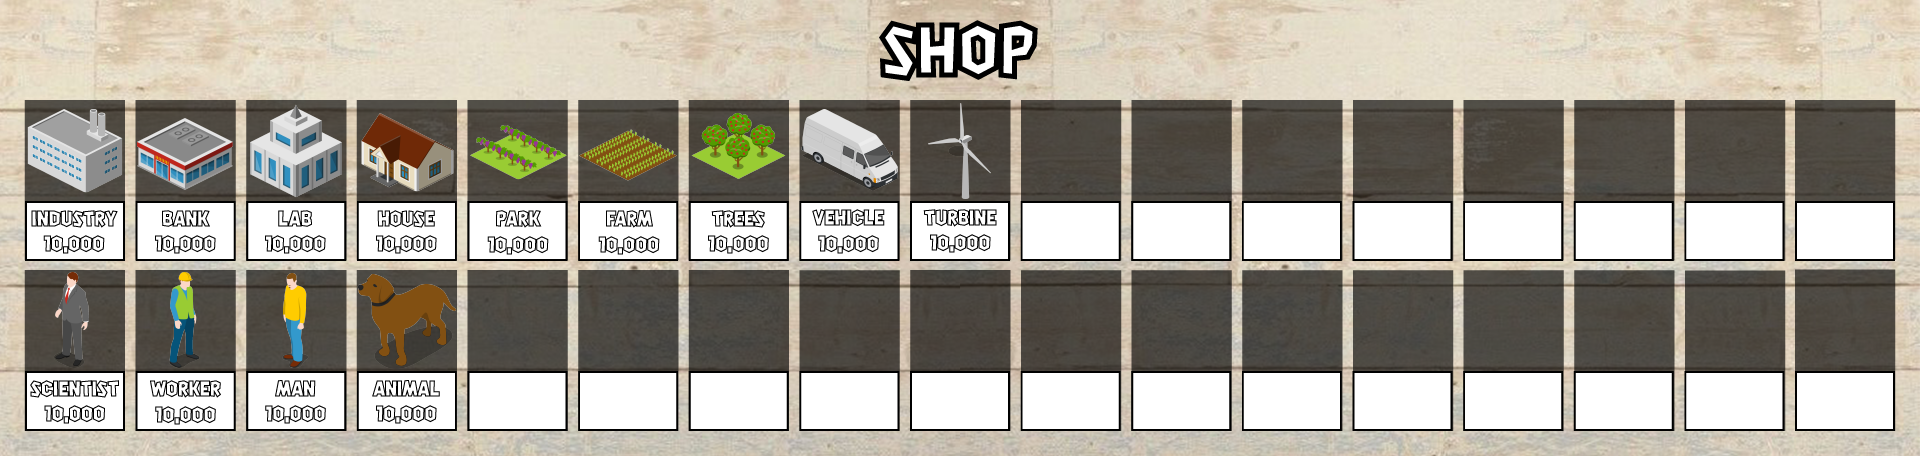 SHOP
INDUSTRY
10,000
BANK
10,000
LAB
10,000
HOUSE
10,000
PARK
10,000
FARM
10,000
TREES
10,000
VEHICLE
10,000
TURBINE
10,000
SCIENTIST
10,000
WORKER
10,000
MAN
10,000
ANIMAL
10,000